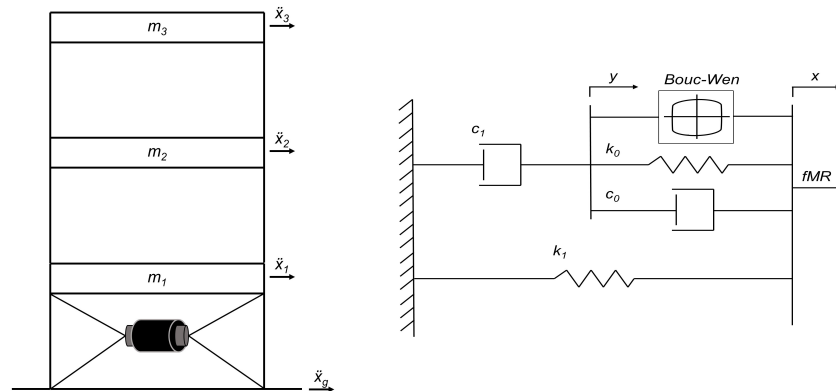 m₃
ẍ₃
m₂
ẍ₂
m₁
ẍ₁
ẍg
y
Bouc-Wen
x
c₁
k₀
fMR
c₀
k₁